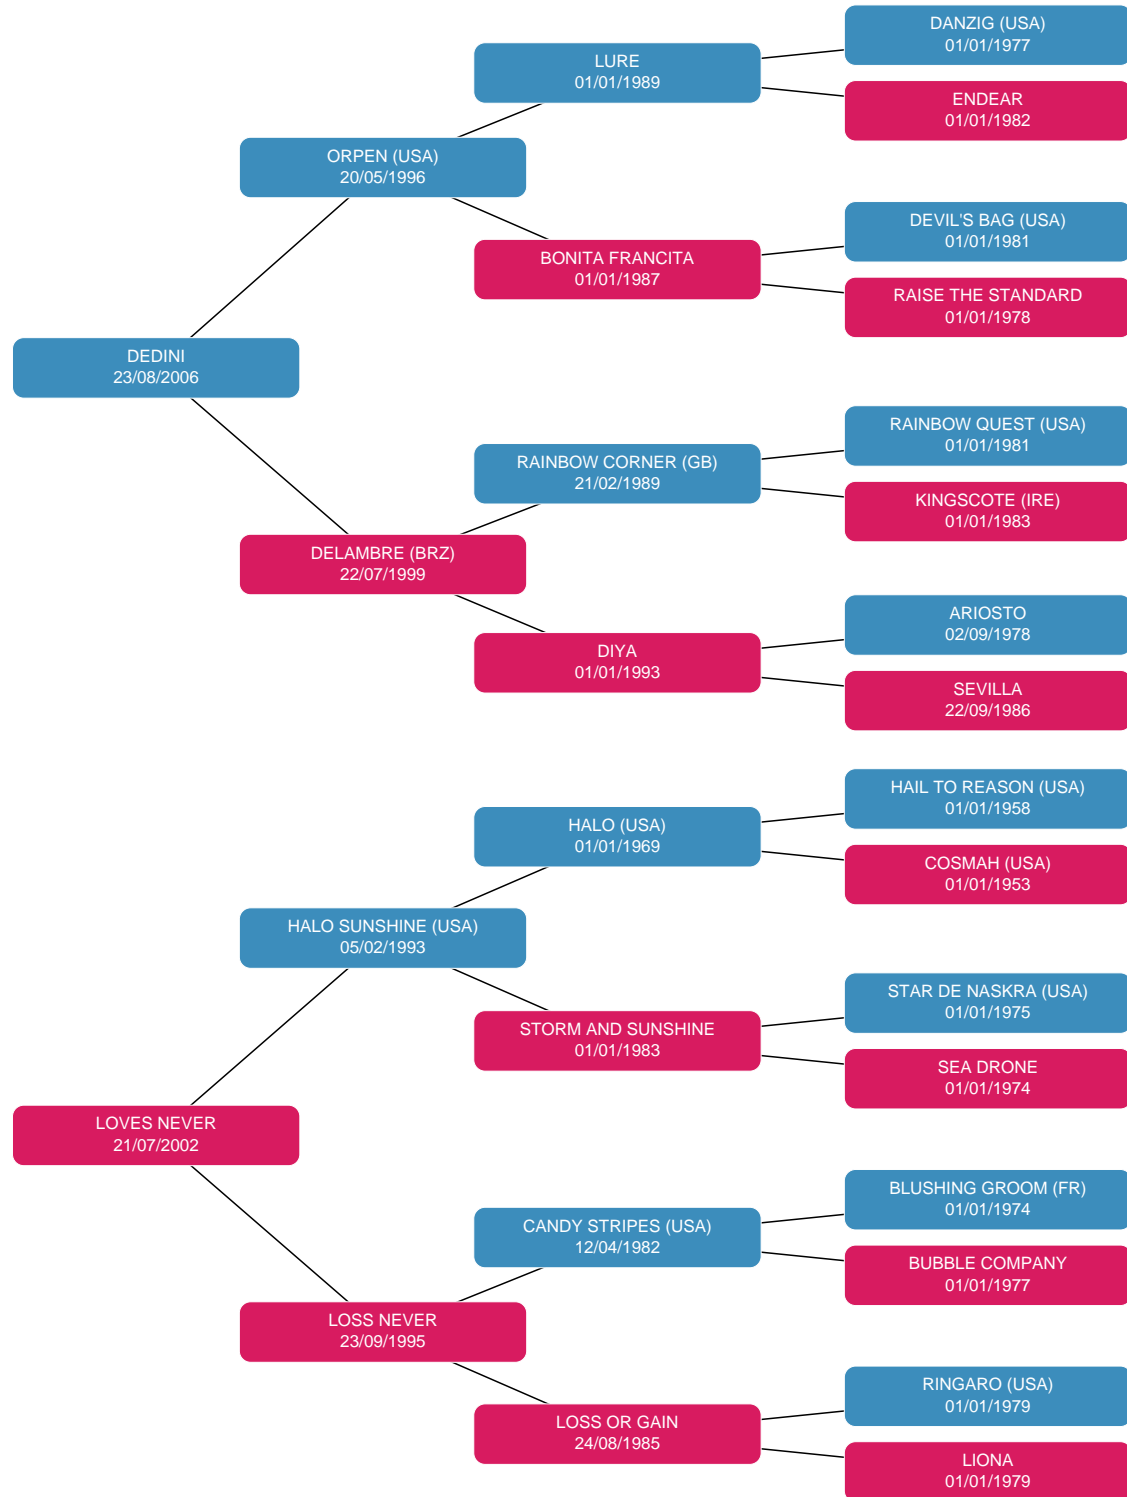 DANZIG (USA)
01/01/1977
LURE
01/01/1989
ENDEAR
01/01/1982
ORPEN (USA)
20/05/1996
DEVIL'S BAG (USA)
01/01/1981
BONITA FRANCITA
01/01/1987
RAISE THE STANDARD
01/01/1978
DEDINI
23/08/2006
RAINBOW QUEST (USA)
01/01/1981
RAINBOW CORNER (GB)
21/02/1989
KINGSCOTE (IRE)
01/01/1983
DELAMBRE (BRZ)
22/07/1999
ARIOSTO
02/09/1978
DIYA
01/01/1993
SEVILLA
22/09/1986
HAIL TO REASON (USA)
01/01/1958
HALO (USA)
01/01/1969
COSMAH (USA)
01/01/1953
HALO SUNSHINE (USA)
05/02/1993
STAR DE NASKRA (USA)
01/01/1975
STORM AND SUNSHINE
01/01/1983
SEA DRONE
01/01/1974
LOVES NEVER
21/07/2002
BLUSHING GROOM (FR)
01/01/1974
CANDY STRIPES (USA)
12/04/1982
BUBBLE COMPANY
01/01/1977
LOSS NEVER
23/09/1995
RINGARO (USA)
01/01/1979
LOSS OR GAIN
24/08/1985
LIONA
01/01/1979